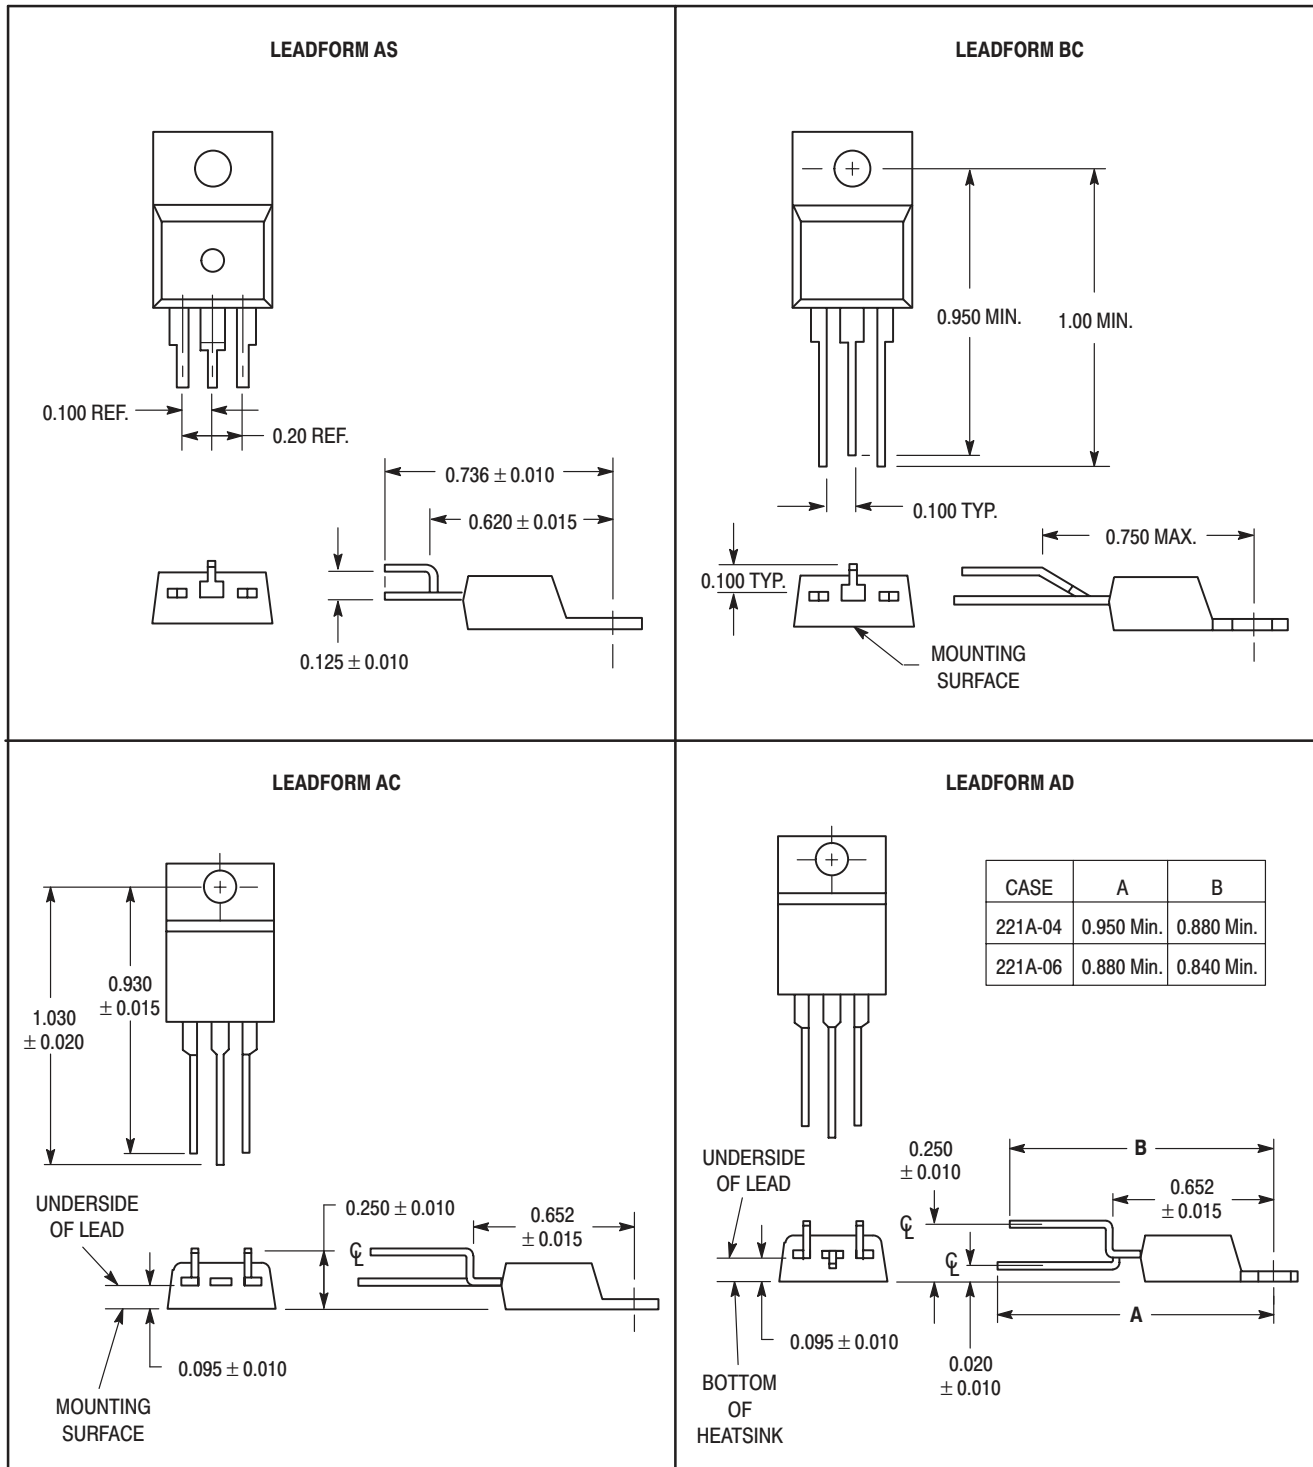 LEADFORM AS
0.100 REF.
0.20 REF.
0.736 ± 0.010
0.620 ± 0.015
0.125 ± 0.010
LEADFORM BC
0.950 MIN.
1.00 MIN.
0.100 TYP.
0.750 MAX.
0.100 TYP.
MOUNTING
SURFACE
LEADFORM AC
0.930
± 0.015
1.030
± 0.020
UNDERSIDE
OF LEAD
0.250 ± 0.010
0.652
± 0.015
℄
0.095 ± 0.010
MOUNTING
SURFACE
LEADFORM AD
CASE A B
221A-04 0.950 Min. 0.880 Min.
221A-06 0.880 Min. 0.840 Min.
UNDERSIDE
OF LEAD
0.250
± 0.010
B
0.652
± 0.015
℄
℄
A
0.095 ± 0.010
0.020
± 0.010
BOTTOM
OF
HEATSINK